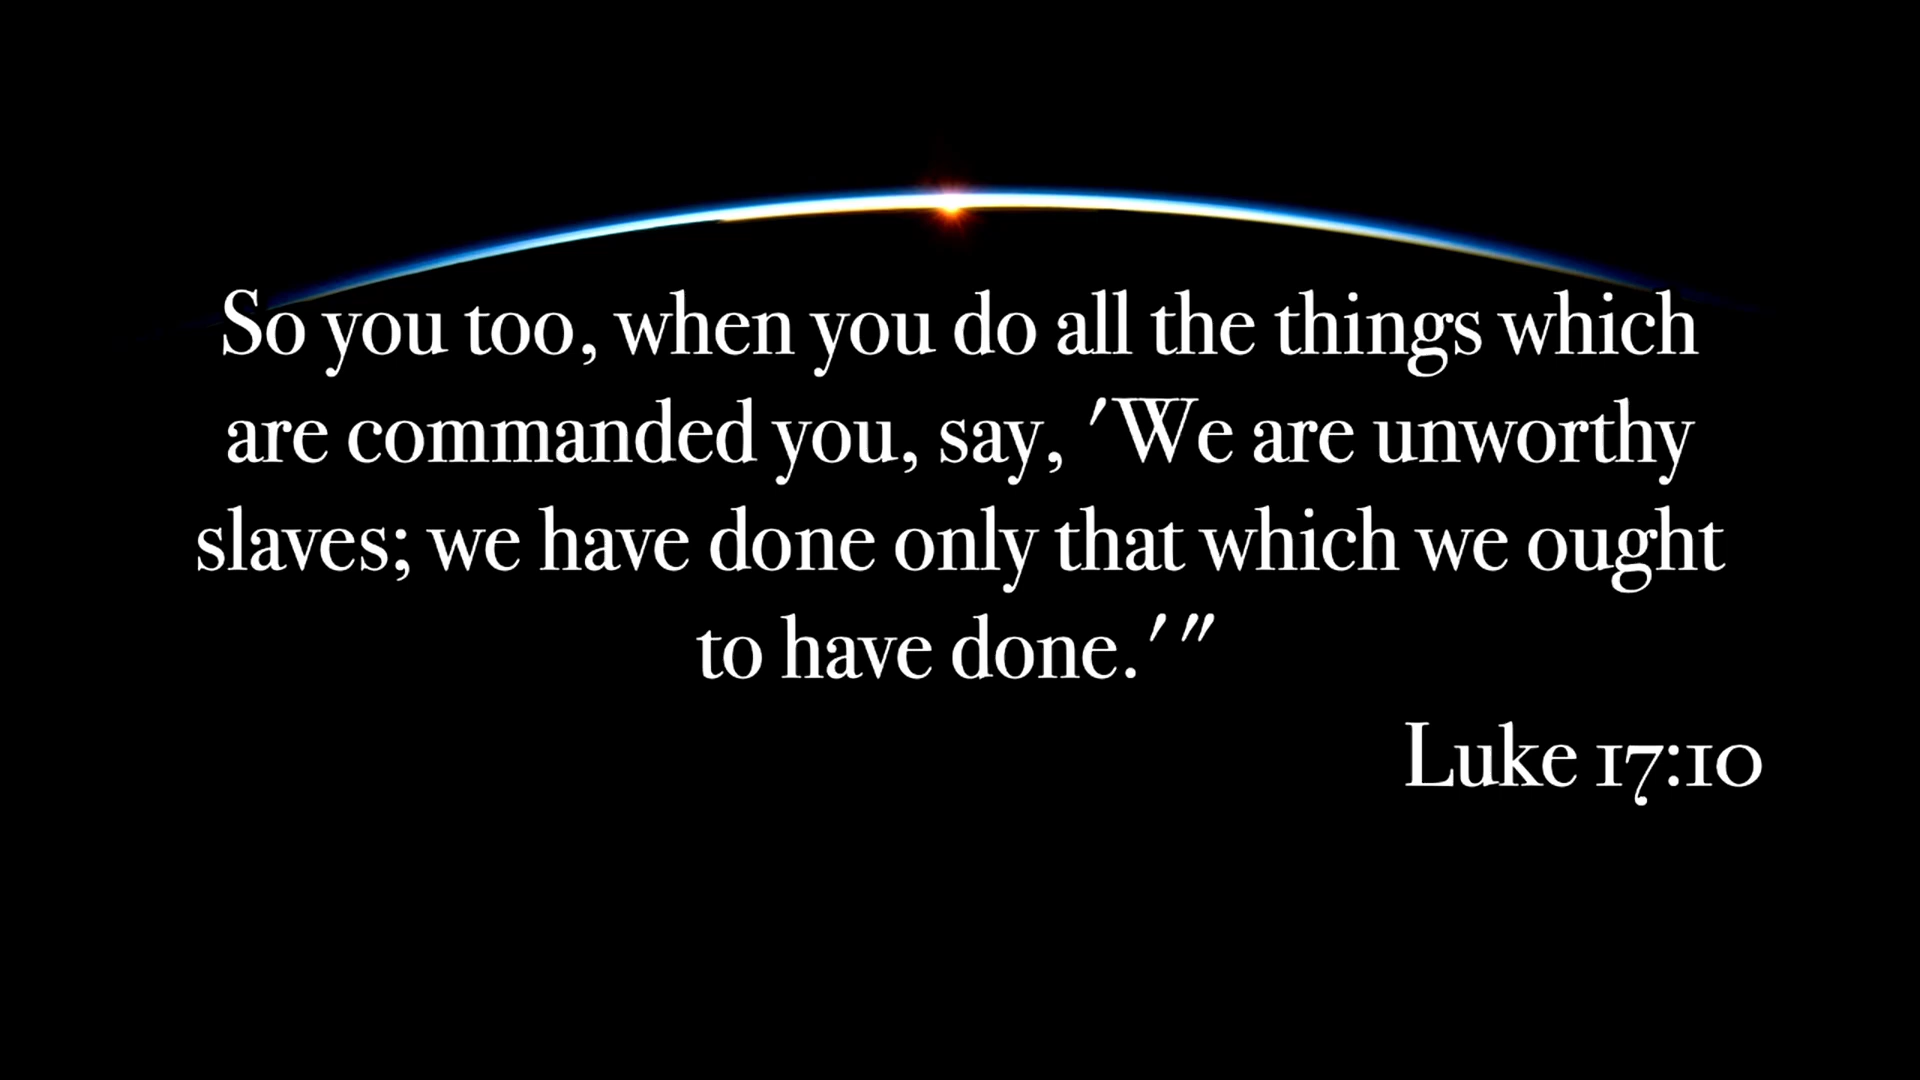 So you too, when you do all the things which
are commanded you, say, 'We are unworthy
slaves; we have done only that which we ought
to have done.'"
Luke 17:10